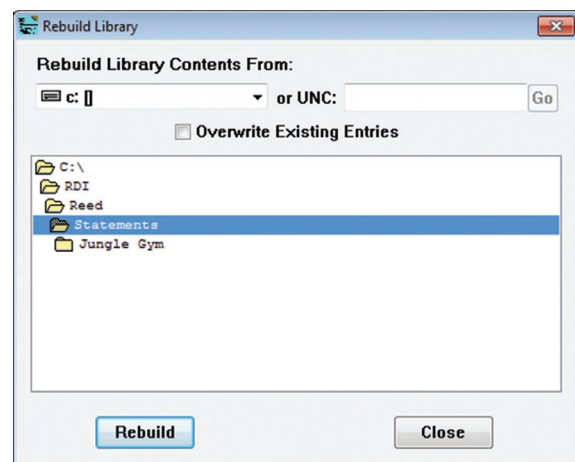 Rebuild Library
Rebuild Library Contents From:
c: [] or UNC: Go
Overwrite Existing Entries
C:\
RDI
Reed
Statements
Jungle Gym
Rebuild Close